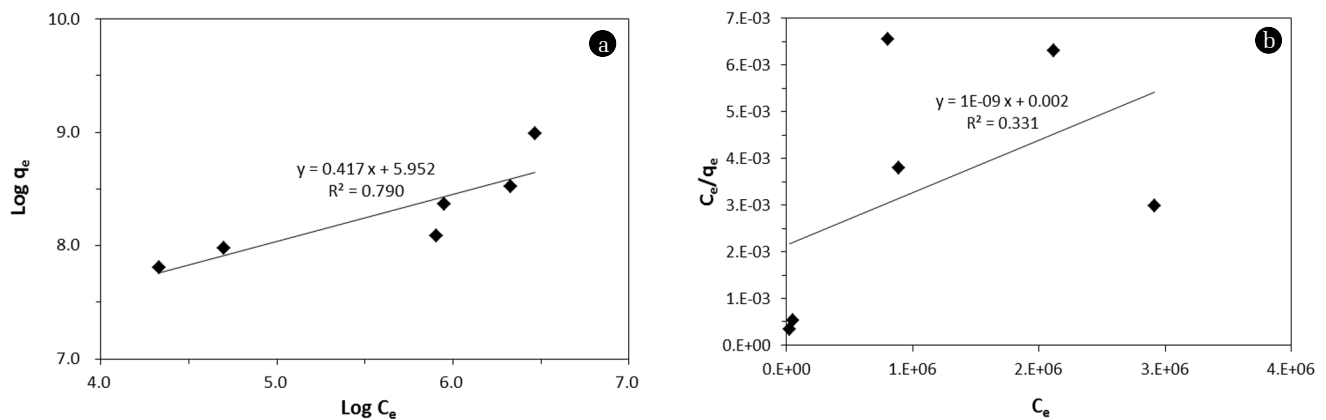 a
10.0
9.0
8.0
7.0
Log qe
y = 0.417 x + 5.952
R² = 0.790
4.0 5.0 6.0 7.0
Log Ce
b
7.E-03
6.E-03
5.E-03
4.E-03
3.E-03
2.E-03
1.E-03
0.E+00
Ce/qe
y = 1E-09 x + 0.002
R² = 0.331
0.E+00 1.E+06 2.E+06 3.E+06 4.E+06
Ce